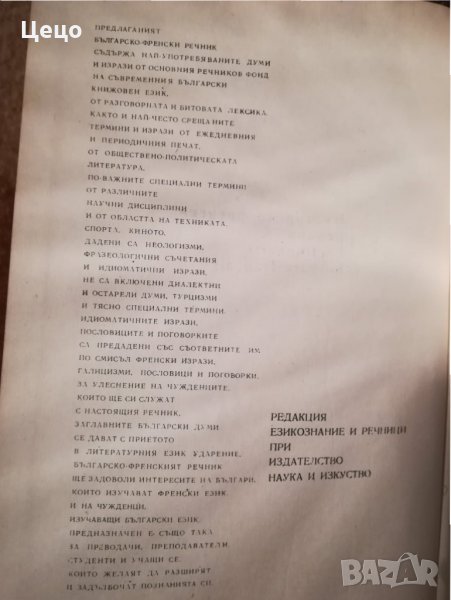 Цецо
ПРЕДЛАГАНИЯТ
БЪЛГАРСКО-ФРЕНСКИ РЕЧНИК
СЪДЪРЖА НАЙ-УПОТРЕБЯВАНИТЕ ДУМИ
И ИЗРАЗИ ОТ ОСНОВНИЯ РЕЧНИКОВ ФОНД
НА СЪВРЕМЕННИЯ БЪЛГАРСКИ
КНИЖОВЕН ЕЗИК,
ОТ РАЗГОВОРНАТА И БИТОВАТА ЛЕКСИКА,
КАКТО И НАЙ-ЧЕСТО СРЕЩАНИТЕ
ТЕРМИНИ И ИЗРАЗИ ОТ ЕЖЕДНЕВНИЯ
И ПЕРИОДИЧНИЯ ПЕЧАТ,
ОТ ОБЩЕСТВЕНО-ПОЛИТИЧЕСКАТА
ЛИТЕРАТУРА,
ПО-ВАЖНИТЕ СПЕЦИАЛНИ ТЕРМИНИ
ОТ РАЗЛИЧНИТЕ
НАУЧНИ ДИСЦИПЛИНИ
И ОТ ОБЛАСТТА НА ТЕХНИКАТА,
СПОРТА, КИНОТО.
ДАДЕНИ СА НЕОЛОГИЗМИ,
ФРАЗЕОЛОГИЧНИ СЪЧЕТАНИЯ
И ИДИОМАТИЧНИ ИЗРАЗИ,
НЕ СА ВКЛЮЧЕНИ ДИАЛЕКТНИ
И ОСТАРЕЛИ ДУМИ, ТУРЦИЗМИ
И ТЯСНО СПЕЦИАЛНИ ТЕРМИНИ.
ИДИОМАТИЧНИТЕ ИЗРАЗИ,
ПОСЛОВИЦИТЕ И ПОГОВОРКИТЕ
СА ПРЕДАДЕНИ СЪС СЪОТВЕТНИТЕ ИМ
ПО СМИСЪЛ ФРЕНСКИ ИЗРАЗИ,
ГАЛИЦИЗМИ, ПОСЛОВИЦИ И ПОГОВОРКИ.
ЗА УЛЕСНЕНИЕ НА ЧУЖДЕНЦИТЕ,
КОИТО ЩЕ СИ СЛУЖАТ
С НАСТОЯЩИЯ РЕЧНИК,
ЗАГЛАВНИТЕ БЪЛГАРСКИ ДУМИ
СЕ ДАВАТ С ПРИЕТОТО
В ЛИТЕРАТУРНИЯ ЕЗИК УДАРЕНИЕ.
БЪЛГАРСКО-ФРЕНСКИЯТ РЕЧНИК
ЩЕ ЗАДОВОЛИ ИНТЕРЕСИТЕ НА БЪЛГАРИ,
КОИТО ИЗУЧАВАТ ФРЕНСКИ ЕЗИК,
И НА ЧУЖДЕНЦИ,
ИЗУЧАВАЩИ БЪЛГАРСКИ ЕЗИК.
ПРЕДНАЗНАЧЕН Е СЪЩО ТАКА
ЗА ПРЕВОДАЧИ, ПРЕПОДАВАТЕЛИ,
СТУДЕНТИ И УЧАЩИ СЕ,
КОИТО ЖЕЛАЯТ ДА РАЗШИРЯТ
И ЗАДЪЛБОЧАТ ПОЗНАНИЯТА СИ.
РЕДАКЦИЯ
ЕЗИКОЗНАНИЕ И РЕЧНИЦИ
ПРИ
ИЗДАТЕЛСТВО
НАУКА И ИЗКУСТВО
BAZAR.bg